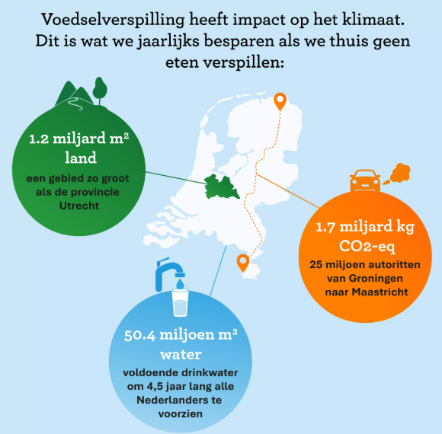 Voedselverspilling heeft impact op het klimaat.
Dit is wat we jaarlijks besparen als we thuis geen
eten verspillen:
1.2 miljard m²
land
een gebied zo groot
als de provincie
Utrecht
1.7 miljard kg
CO2-eq
25 miljoen autoritten
van Groningen
naar Maastricht
50.4 miljoen m³
water
voldoende drinkwater
om 4,5 jaar lang alle
Nederlanders te
voorzien